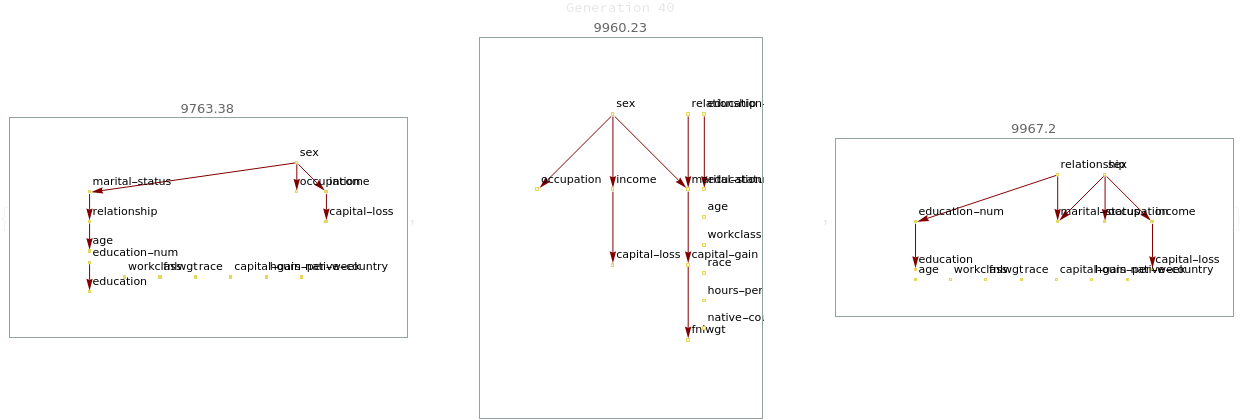 Generation 40
9763.38
sex
marital-status
occupation
income
relationship
capital-loss
age
education-num
workclass
fnlwgt
race
capital-gain
hours-per-week
native-country
education
9960.23
sex
relationship
education-
occupation
income
marital-status
education
age
workclass
capital-loss
capital-gain
race
hours-per
native-co
fnlwgt
9967.2
relationship
sex
education-num
marital-status
occupation
income
education
capital-loss
age
workclass
fnlwgt
race
capital-gain
hours-per-week
native-country